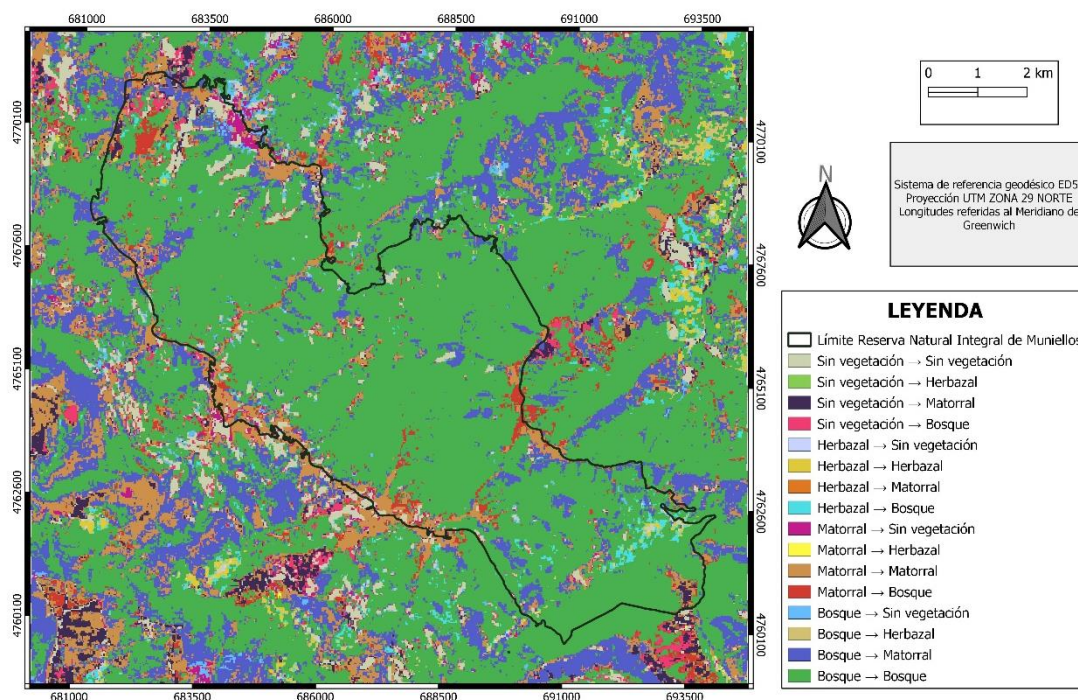 681000 683500 686000 688500 691000 693500
4770100 4767600 4765100 4762600 4760100
4770100 4767600 4765100 4762600 4760100
681000 683500 686000 688500 691000 693500
0 1 2 km
N
Sistema de referencia geodésico ED5
Proyección UTM ZONA 29 NORTE
Longitudes referidas al Meridiano de
Greenwich
LEYENDA
Límite Reserva Natural Integral de Muniellos
Sin vegetación → Sin vegetación
Sin vegetación → Herbazal
Sin vegetación → Matorral
Sin vegetación → Bosque
Herbazal → Sin vegetación
Herbazal → Herbazal
Herbazal → Matorral
Herbazal → Bosque
Matorral → Sin vegetación
Matorral → Herbazal
Matorral → Matorral
Matorral → Bosque
Bosque → Sin vegetación
Bosque → Herbazal
Bosque → Matorral
Bosque → Bosque